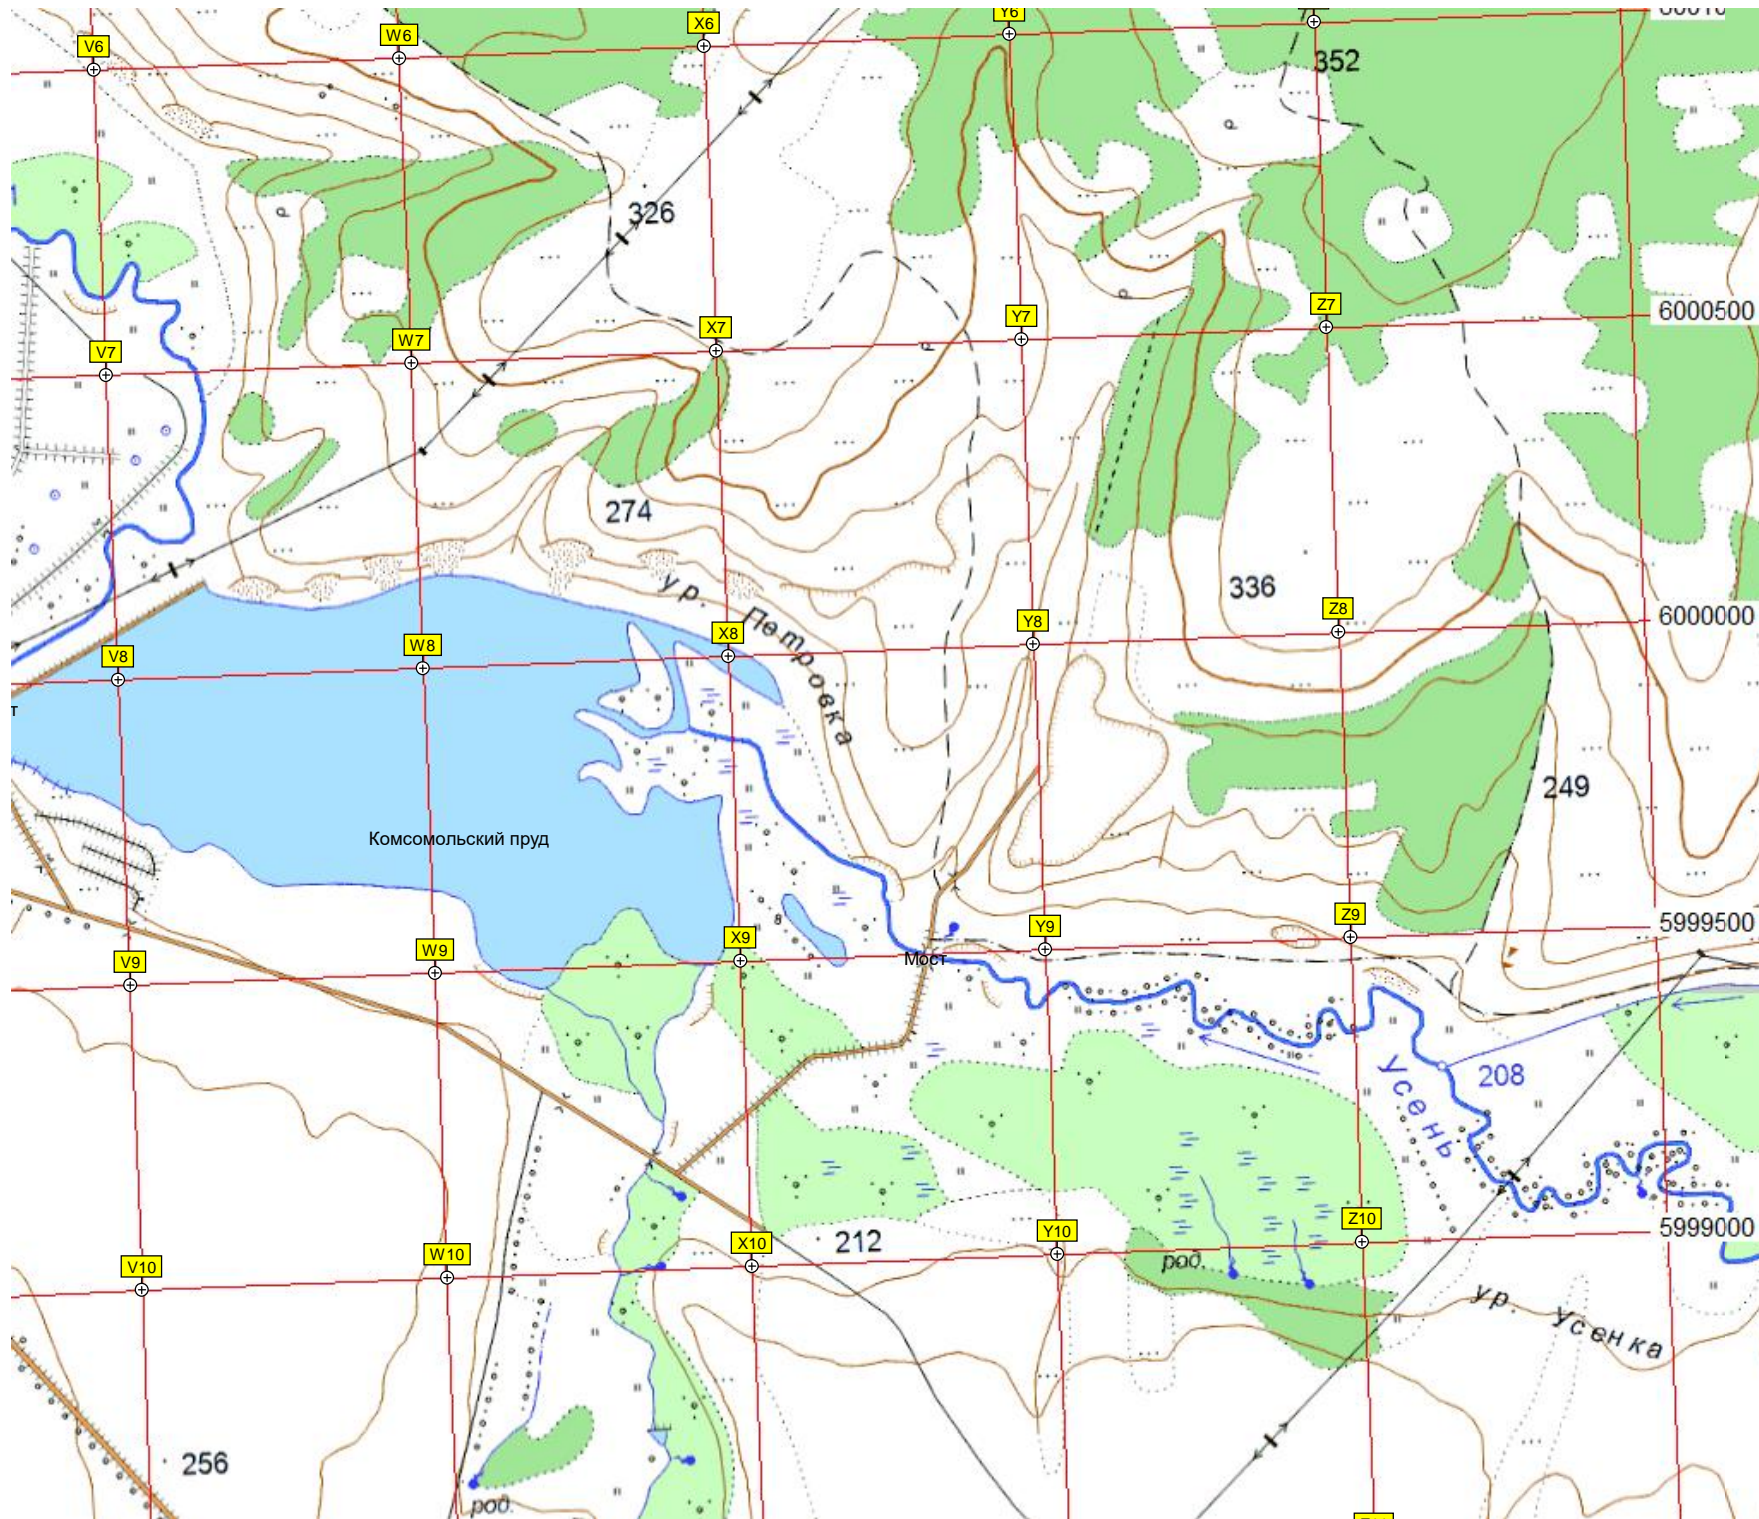 Y6
X6
W6
V6
352
326
6000500
Z7
Y7
X7
W7
V7
274
336
6000000
Z8
Y8
X8
W8
V8
ур. Петровка
т
249
Комсомольский пруд
5999500
Z9
Y9
X9
W9
V9
8
Мост
Усень
208
5999000
Z10
Y10
X10
W10
V10
212
род.
ур. Усенка
256
род.